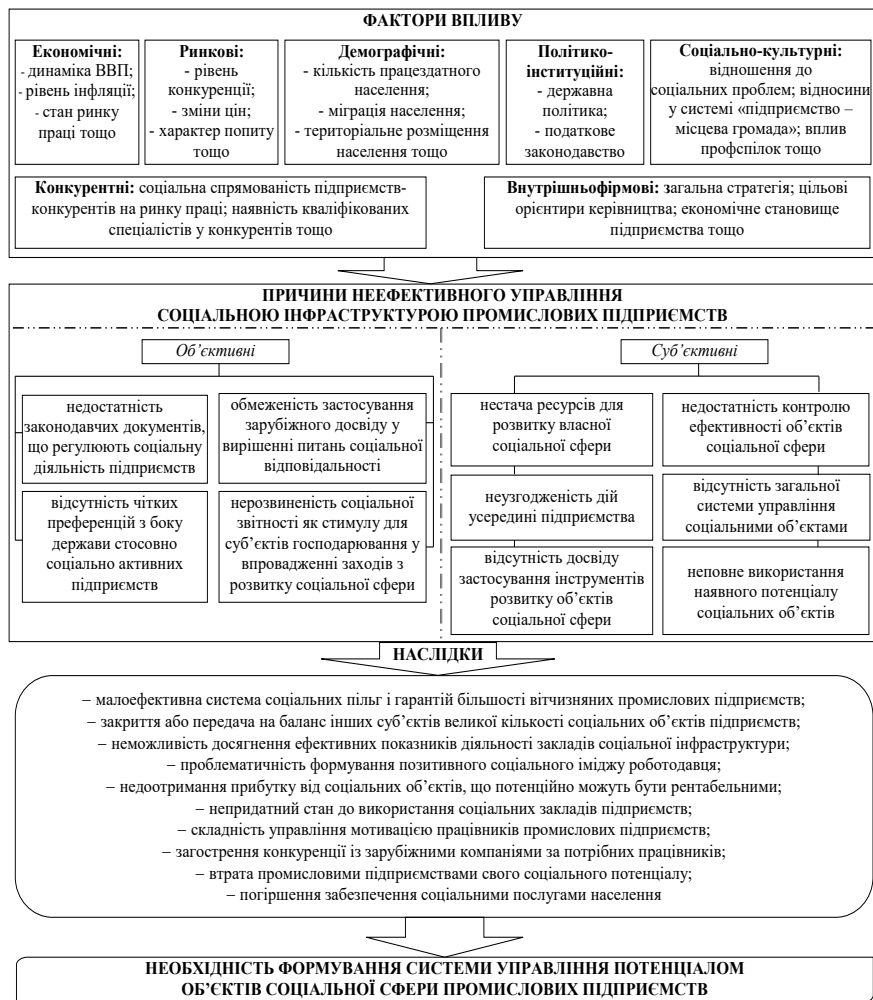 ФАКТОРИ ВПЛИВУ
Економічні:
- динаміка ВВП;
- рівень інфляції;
- стан ринку
праці тощо
Ринкові:
- рівень
конкуренції;
- зміни цін;
- характер попиту
тощо
Демографічні:
- кількість працездатного
населення;
- міграція населення;
- територіальне розміщення
населення тощо
Політико-
інституційні:
- державна
політика;
- податкове
законодавство
Соціально-культурні:
відношення до
соціальних проблем; відносини
у системі «підприємство –
місцева громада»; вплив
профспілок тощо
Конкурентні: соціальна спрямованість підприємств-
конкурентів на ринку праці; наявність кваліфікованих
спеціалістів у конкурентів тощо
Внутрішньофірмові: загальна стратегія; цільові
орієнтири керівництва; економічне становище
підприємства тощо
ПРИЧИНИ НЕЕФЕКТИВНОГО УПРАВЛІННЯ
СОЦІАЛЬНОЮ ІНФРАСТРУКТУРОЮ ПРОМИСЛОВИХ ПІДПРИЄМСТВ
Об’єктивні
недостатність
законодавчих документів,
що регулюють соціальну
діяльність підприємств
обмеженість застосування
зарубіжного досвіду у
вирішенні питань соціальної
відповідальності
відсутність чітких
преференцій з боку
держави стосовно
соціально активних
підприємств
нерозвиненість соціальної
звітності як стимулу для
суб’єктів господарювання у
впровадженні заходів з
розвитку соціальної сфери
Суб’єктивні
нестача ресурсів для
розвитку власної
соціальної сфери
недостатність контролю
ефективності об’єктів
соціальної сфери
неузгодженість дій
усередині підприємства
відсутність загальної
системи управління
соціальними об’єктами
відсутність досвіду
застосування інструментів
розвитку об’єктів
соціальної сфери
неповне використання
наявного потенціалу
соціальних об’єктів
НАСЛІДКИ
– малоефективна система соціальних пільг і гарантій більшості вітчизняних промислових підприємств;
– закриття або передача на баланс інших суб’єктів великої кількості соціальних об’єктів підприємств;
– неможливість досягнення ефективних показників діяльності закладів соціальної інфраструктури;
– проблематичність формування позитивного соціального іміджу роботодавця;
– недоотримання прибутку від соціальних об’єктів, що потенційно можуть бути рентабельними;
– непридатний стан до використання соціальних закладів підприємств;
– складність управління мотивацією працівників промислових підприємств;
– загострення конкуренції із зарубіжними компаніями за потрібних працівників;
– втрата промисловими підприємствами свого соціального потенціалу;
– погіршення забезпечення соціальними послугами населення
НЕОБХІДНІСТЬ ФОРМУВАННЯ СИСТЕМИ УПРАВЛІННЯ ПОТЕНЦІАЛОМ
ОБ’ЄКТІВ СОЦІАЛЬНОЇ СФЕРИ ПРОМИСЛОВИХ ПІДПРИЄМСТВ